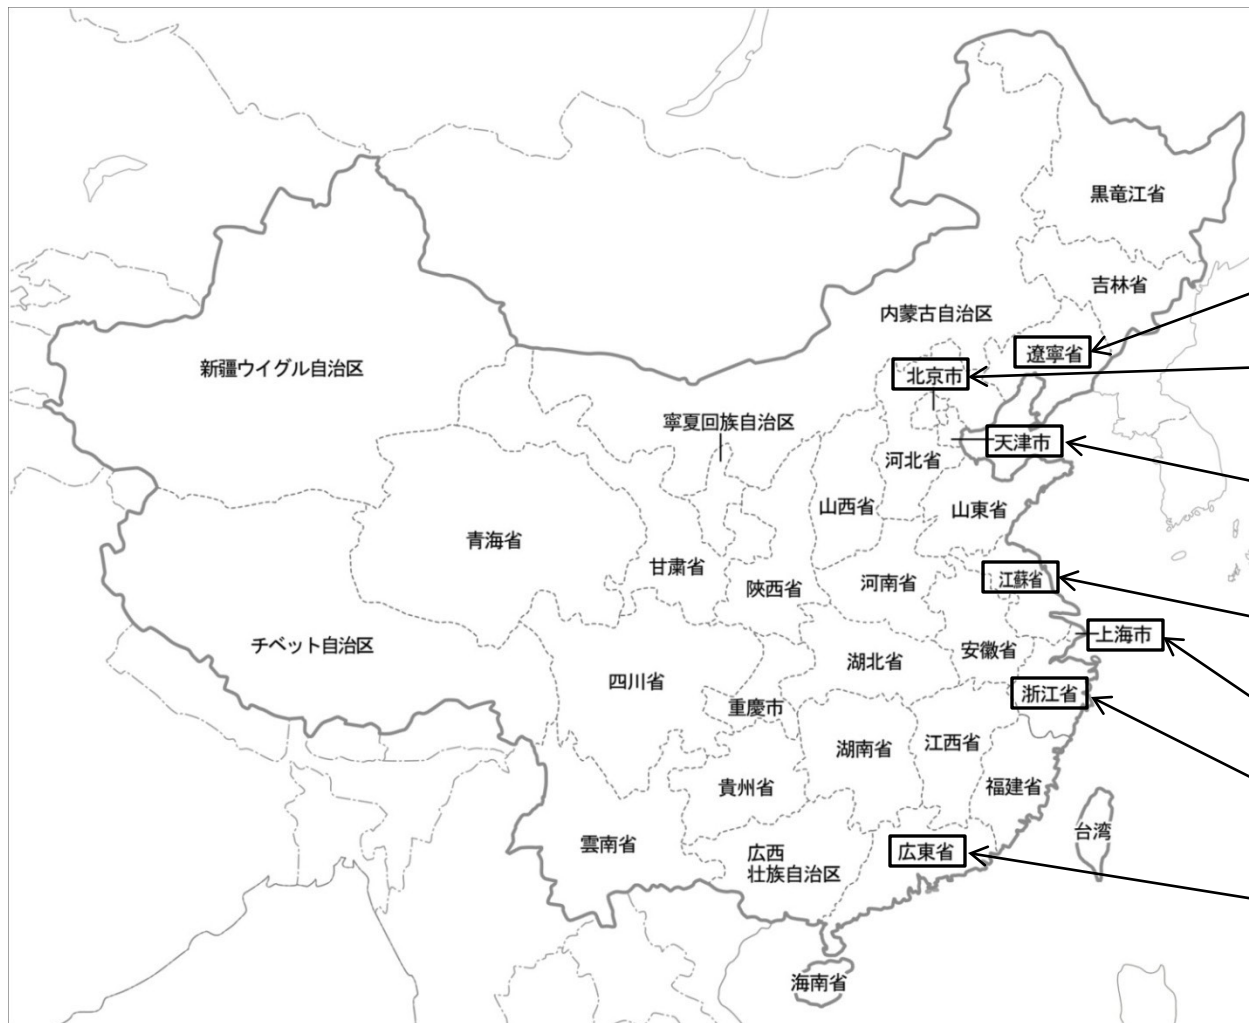 黒竜江省
吉林省
内蒙古自治区
遼寧省
新疆ウイグル自治区
北京市
寧夏回族自治区
天津市
河北省
山西省
山東省
青海省
甘粛省
陝西省
河南省
江蘇省
チベット自治区
上海市
安徽省
湖北省
四川省
浙江省
重慶市
江西省
湖南省
福建省
貴州省
台湾
雲南省
広西
壮族自治区
広東省
海南省